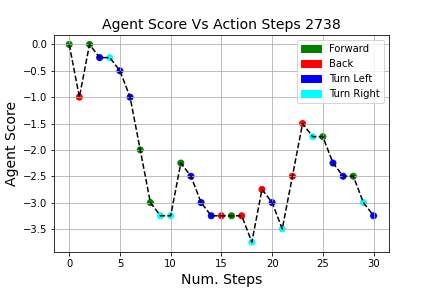 Agent Score Vs Action Steps 2738
Agent Score
0.0
−0.5
−1.0
−1.5
−2.0
−2.5
−3.0
−3.5
Forward
Back
Turn Left
Turn Right
0 5 10 15 20 25 30
Num. Steps